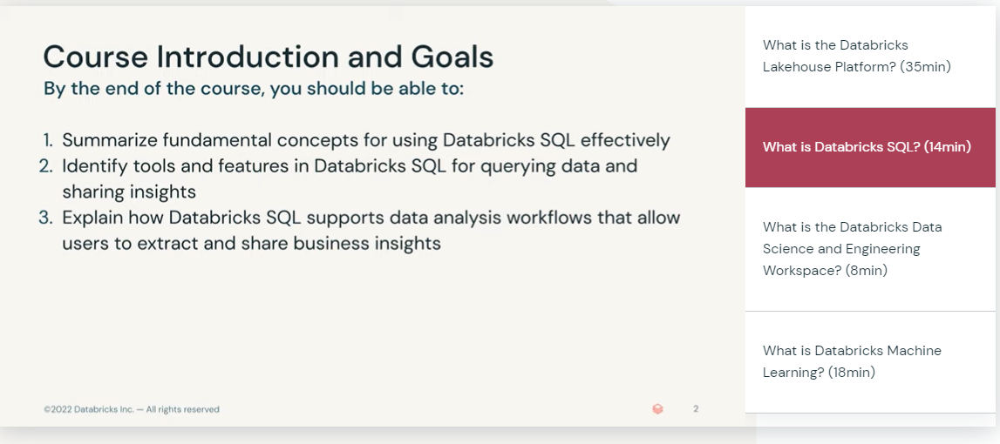 Course Introduction and Goals
By the end of the course, you should be able to:
1. Summarize fundamental concepts for using Databricks SQL effectively
2. Identify tools and features in Databricks SQL for querying data and
sharing insights
3. Explain how Databricks SQL supports data analysis workflows that allow
users to extract and share business insights
©2022 Databricks Inc. — All rights reserved
2
What is the Databricks
Lakehouse Platform? (35min)
What is Databricks SQL? (14min)
What is the Databricks Data
Science and Engineering
Workspace? (8min)
What is Databricks Machine
Learning? (18min)